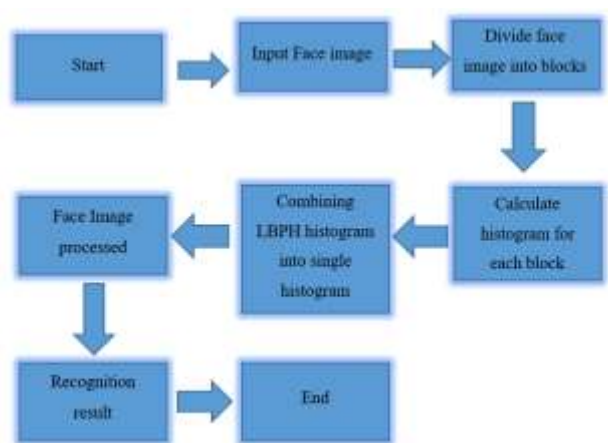 Start
Input Face image
Divide face
image into blocks
Calculate
histogram for
each block
Combining
LBPH histogram
into single
histogram
Face Image
processed
Recognition
result
End